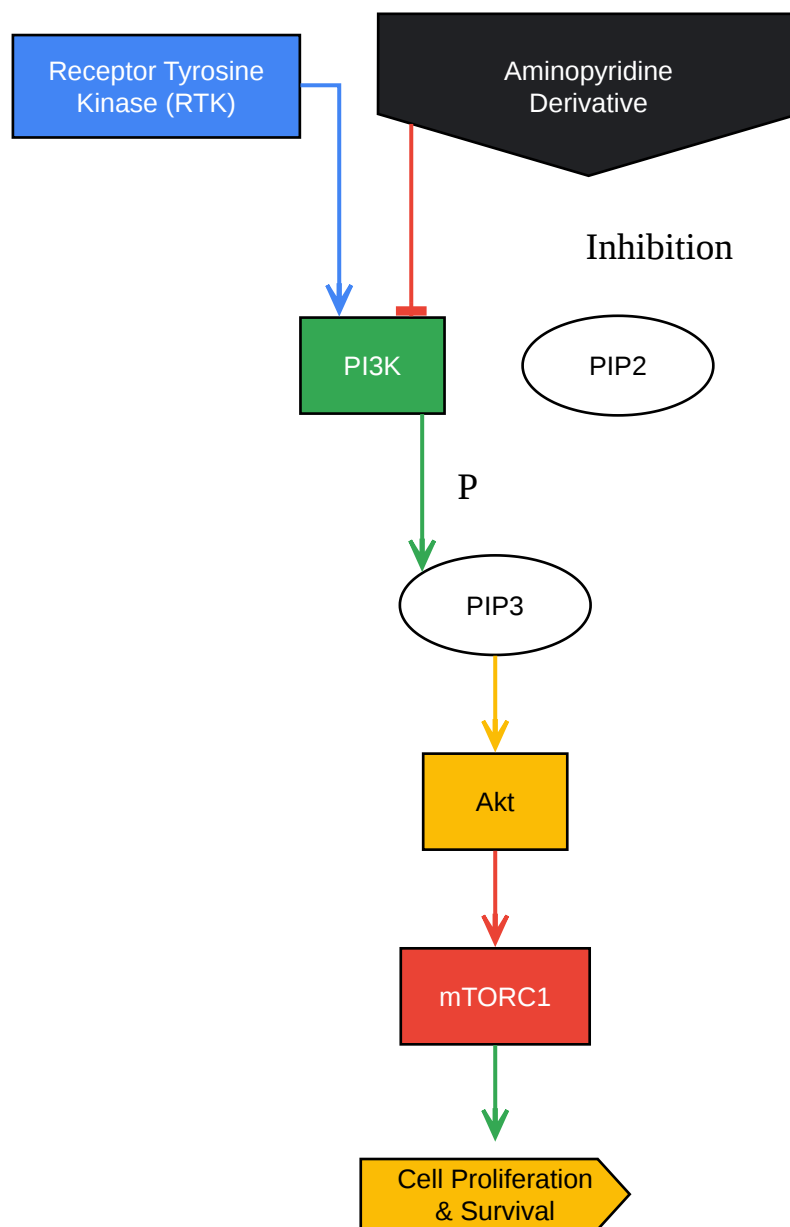 Receptor Tyrosine
Kinase (RTK)
Aminopyridine
Derivative
Inhibition
PI3K
PIP2
P
PIP3
Akt
mTORC1
Cell Proliferation
& Survival